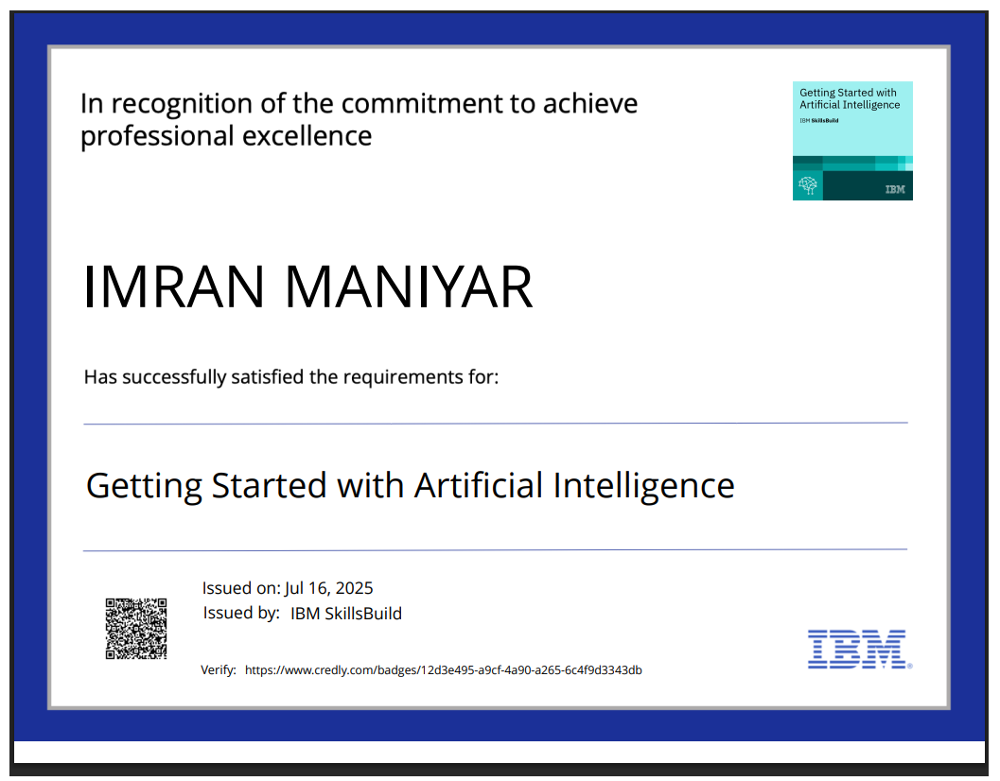 In recognition of the commitment to achieve
professional excellence
Getting Started with
Artificial Intelligence
IBM SkillsBuild
IBM
IMRAN MANIYAR
Has successfully satisfied the requirements for:
Getting Started with Artificial Intelligence
Issued on: Jul 16, 2025
Issued by: IBM SkillsBuild
Verify: https://www.credly.com/badges/12d3e495-a9cf-4a90-a265-6c4f9d3343db
IBM®